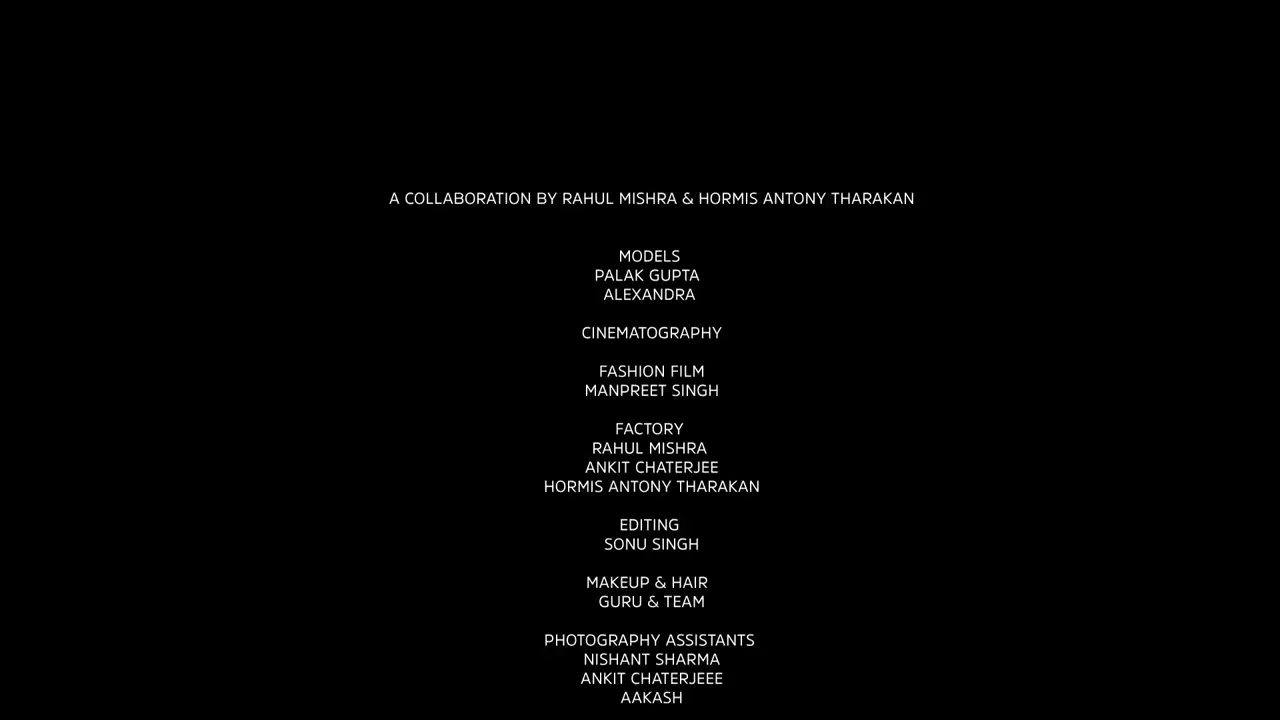 A COLLABORATION BY RAHUL MISHRA & HORMIS ANTONY THARAKAN
MODELS
PALAK GUPTA
ALEXANDRA
CINEMATOGRAPHY
FASHION FILM
MANPREET SINGH
FACTORY
RAHUL MISHRA
ANKIT CHATERJEE
HORMIS ANTONY THARAKAN
EDITING
SONU SINGH
MAKEUP & HAIR
GURU & TEAM
PHOTOGRAPHY ASSISTANTS
NISHANT SHARMA
ANKIT CHATERJEEE
AAKASH